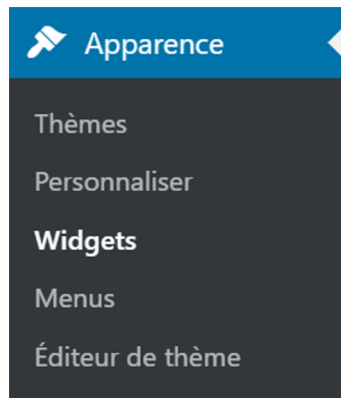 Apparence
Thèmes
Personnaliser
Widgets
Menus
Éditeur de thème